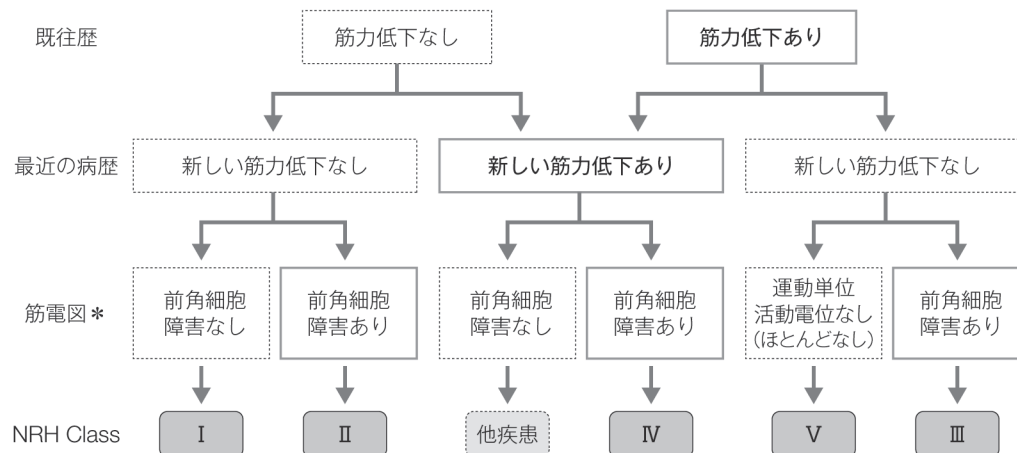 既往歴
筋力低下なし
筋力低下あり
最近の病歴
新しい筋力低下なし
新しい筋力低下あり
新しい筋力低下なし
筋電図＊
前角細胞
障害なし
前角細胞
障害あり
前角細胞
障害なし
前角細胞
障害あり
運動単位
活動電位なし
(ほとんどなし)
前角細胞
障害あり
NRH Class
Ⅰ
Ⅱ
他疾患
Ⅳ
Ⅴ
Ⅲ